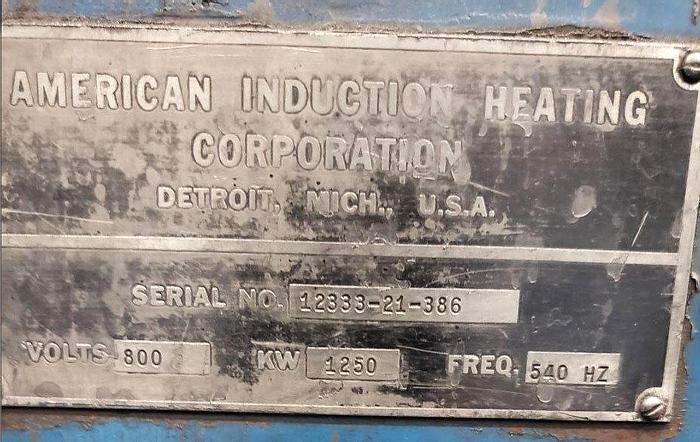 AMERICAN INDUCTION HEATING
CORPORATION
DETROIT, MICH., U.S.A.
SERIAL NO. 12333-21-386
VOLTS 800 KW 1250 FREQ. 540 HZ